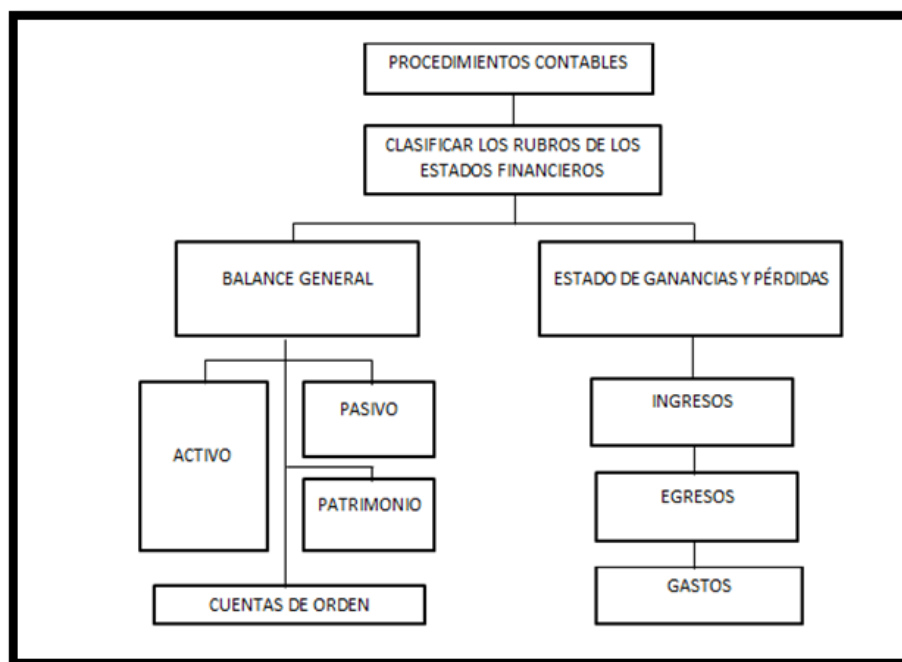 PROCEDIMIENTOS CONTABLES
CLASIFICAR LOS RUBROS DE LOS
ESTADOS FINANCIEROS
BALANCE GENERAL
ESTADO DE GANANCIAS Y PÉRDIDAS
ACTIVO
PASIVO
PATRIMONIO
CUENTAS DE ORDEN
INGRESOS
EGRESOS
GASTOS